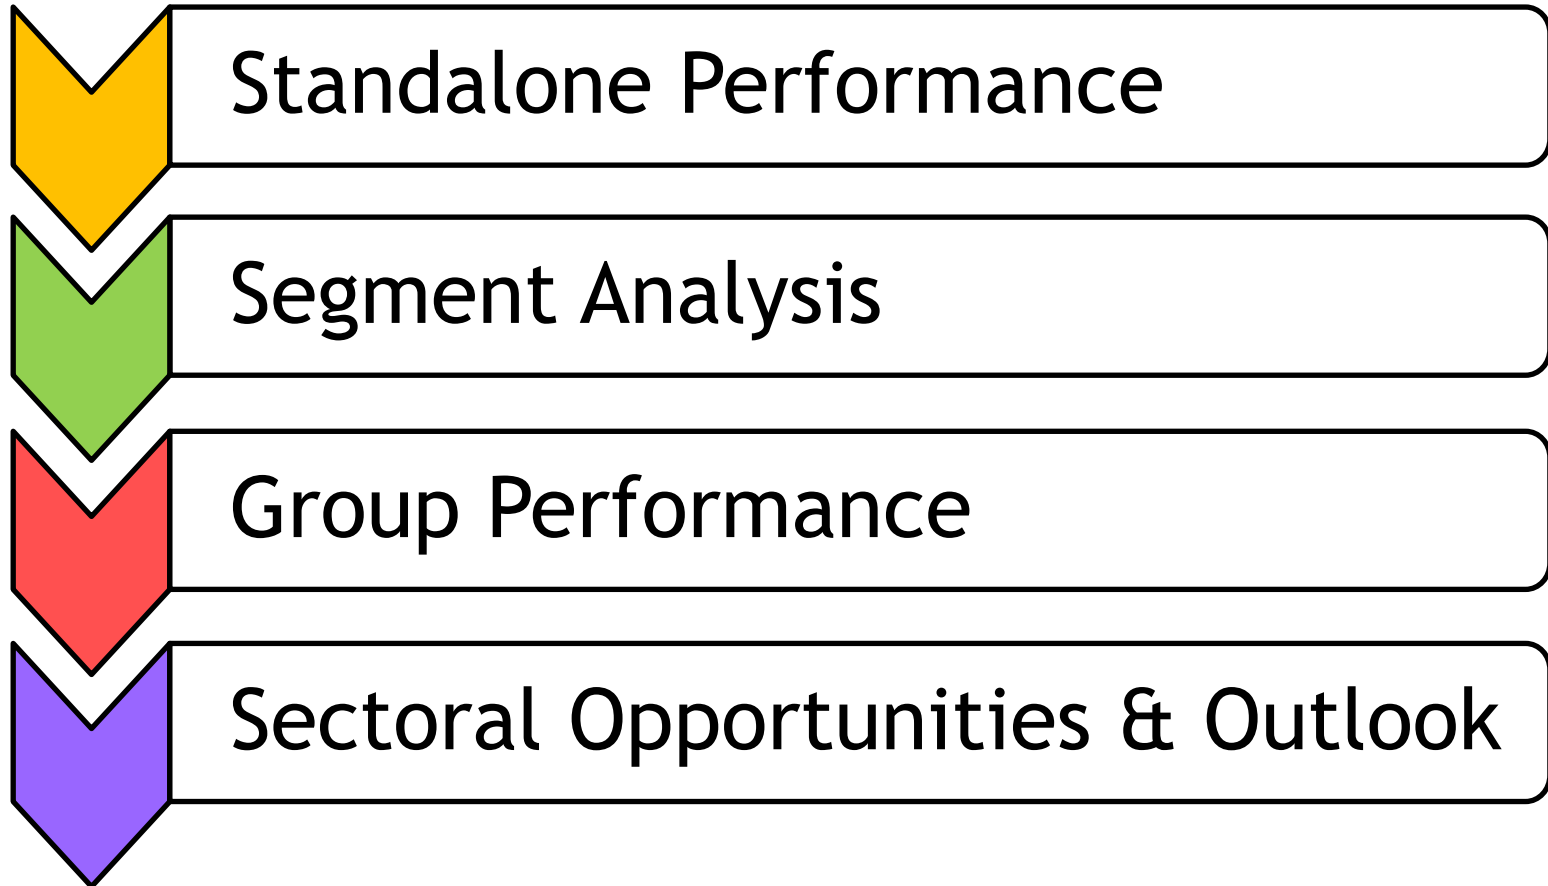 Standalone Performance
Segment Analysis
Group Performance
Sectoral Opportunities & Outlook